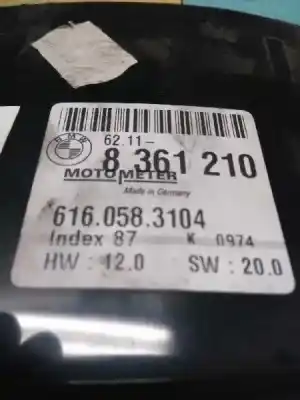 BMW
62.11-
8 361 210
MOTOMETER
Made in Germany
616.058.3104
Index 87 K 0974
HW : 12.0 SW : 20.0